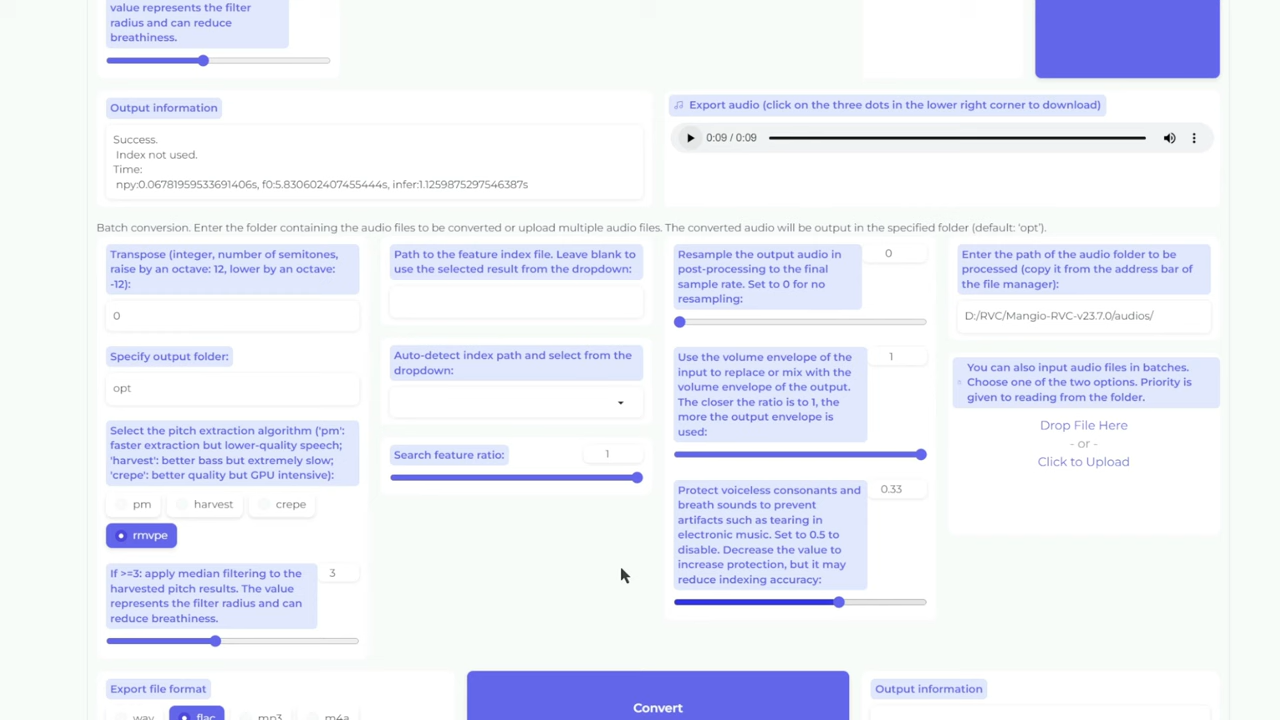 value represents the filter
radius and can reduce
breathiness.
Output information
Success.
Index not used.
Time:
npy:0.06781959533691406s, f0:5.830602407455444s, infer:1.1259875297546387s
Export audio (click on the three dots in the lower right corner to download)
0:09 / 0:09
Batch conversion. Enter the folder containing the audio files to be converted or upload multiple audio files. The converted audio will be output in the specified folder (default: 'opt').
Transpose (integer, number of semitones,
raise by an octave: 12, lower by an octave:
-12):
0
Specify output folder:
opt
Select the pitch extraction algorithm ('pm':
faster extraction but lower-quality speech;
'harvest': better bass but extremely slow;
'crepe': better quality but GPU intensive):
pm
harvest
crepe
rmvpe
If >=3: apply median filtering to the
harvested pitch results. The value
represents the filter radius and can
reduce breathiness.
3
Path to the feature index file. Leave blank to
use the selected result from the dropdown:
Auto-detect index path and select from the
dropdown:
Search feature ratio:
1
Resample the output audio in
post-processing to the final
sample rate. Set to 0 for no
resampling:
0
Use the volume envelope of the
input to replace or mix with the
volume envelope of the output.
The closer the ratio is to 1, the
more the output envelope is
used:
1
Protect voiceless consonants and
breath sounds to prevent
artifacts such as tearing in
electronic music. Set to 0.5 to
disable. Decrease the value to
increase protection, but it may
reduce indexing accuracy:
0.33
Enter the path of the audio folder to be
processed (copy it from the address bar of
the file manager):
D:/RVC/Mangio-RVC-v23.7.0/audios/
You can also input audio files in batches.
Choose one of the two options. Priority is
given to reading from the folder.
Drop File Here
- or -
Click to Upload
Export file format
wav
flac
mp3
m4a
Convert
Output information